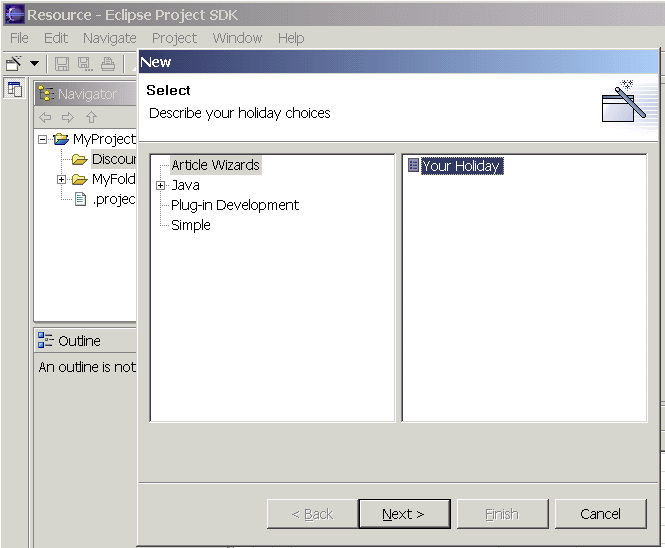 Resource - Eclipse Project SDK
File Edit Navigate Project Window Help
New
Select
Describe your holiday choices
Navigator
MyProject
MyFold
.projec
Article Wizards
Java
Plug-in Development
Simple
Your Holiday
Outline
An outline is not
< Back Next > Finish Cancel